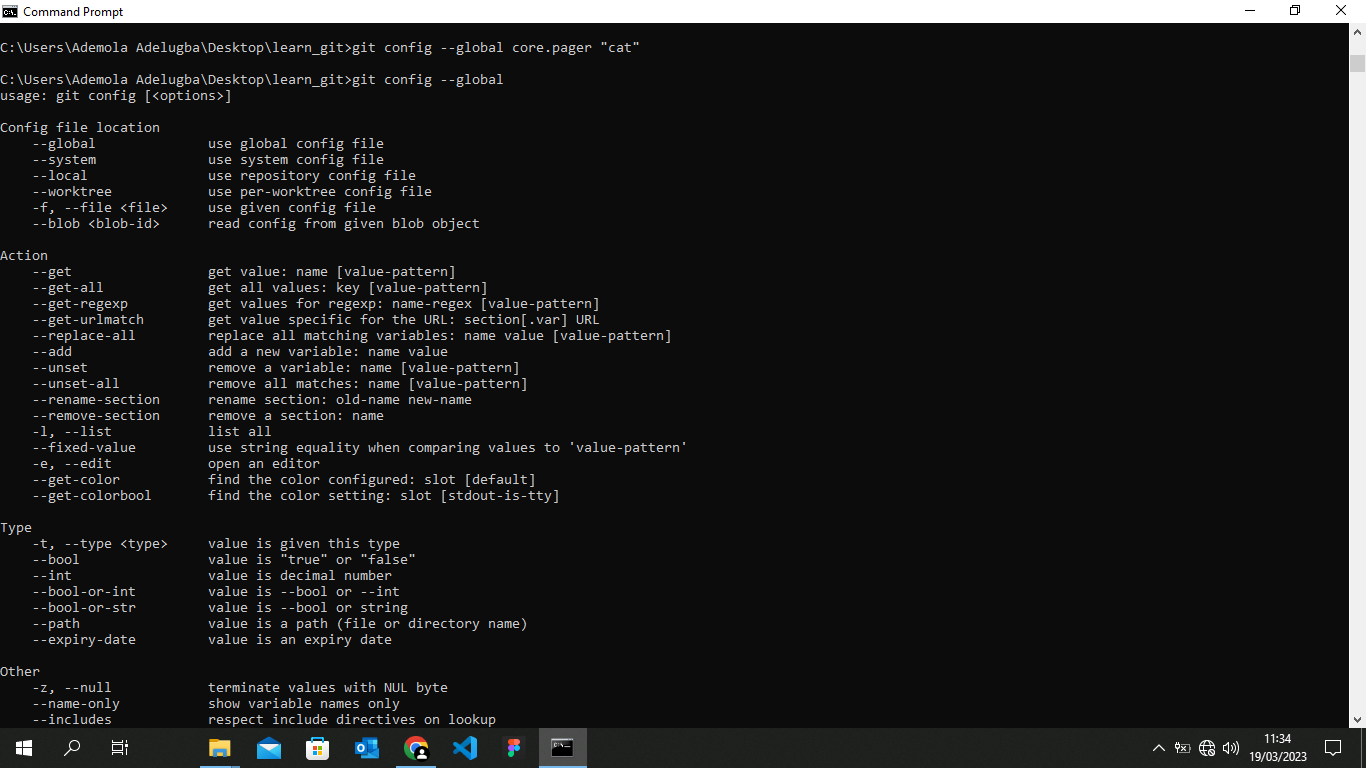 Command Prompt
C:\Users\Ademola Adelugba\Desktop\learn_git>git config --global core.pager "cat"
C:\Users\Ademola Adelugba\Desktop\learn_git>git config --global
usage: git config [<options>]
Config file location
    --global              use global config file
    --system              use system config file
    --local               use repository config file
    --worktree            use per-worktree config file
    -f, --file <file>     use given config file
    --blob <blob-id>      read config from given blob object
Action
    --get                 get value: name [value-pattern]
    --get-all             get all values: key [value-pattern]
    --get-regexp          get values for regexp: name-regex [value-pattern]
    --get-urlmatch        get value specific for the URL: section[.var] URL
    --replace-all         replace all matching variables: name value [value-pattern]
    --add                 add a new variable: name value
    --unset               remove a variable: name [value-pattern]
    --unset-all           remove all matches: name [value-pattern]
    --rename-section      rename section: old-name new-name
    --remove-section      remove a section: name
    -l, --list            list all
    --fixed-value         use string equality when comparing values to 'value-pattern'
    -e, --edit            open an editor
    --get-color           find the color configured: slot [default]
    --get-colorbool       find the color setting: slot [stdout-is-tty]
Type
    -t, --type <type>     value is given this type
    --bool                value is "true" or "false"
    --int                 value is decimal number
    --bool-or-int         value is --bool or --int
    --bool-or-str         value is --bool or string
    --path                value is a path (file or directory name)
    --expiry-date         value is an expiry date
Other
    -z, --null            terminate values with NUL byte
    --name-only           show variable names only
    --includes            respect include directives on lookup
11:34
19/03/2023